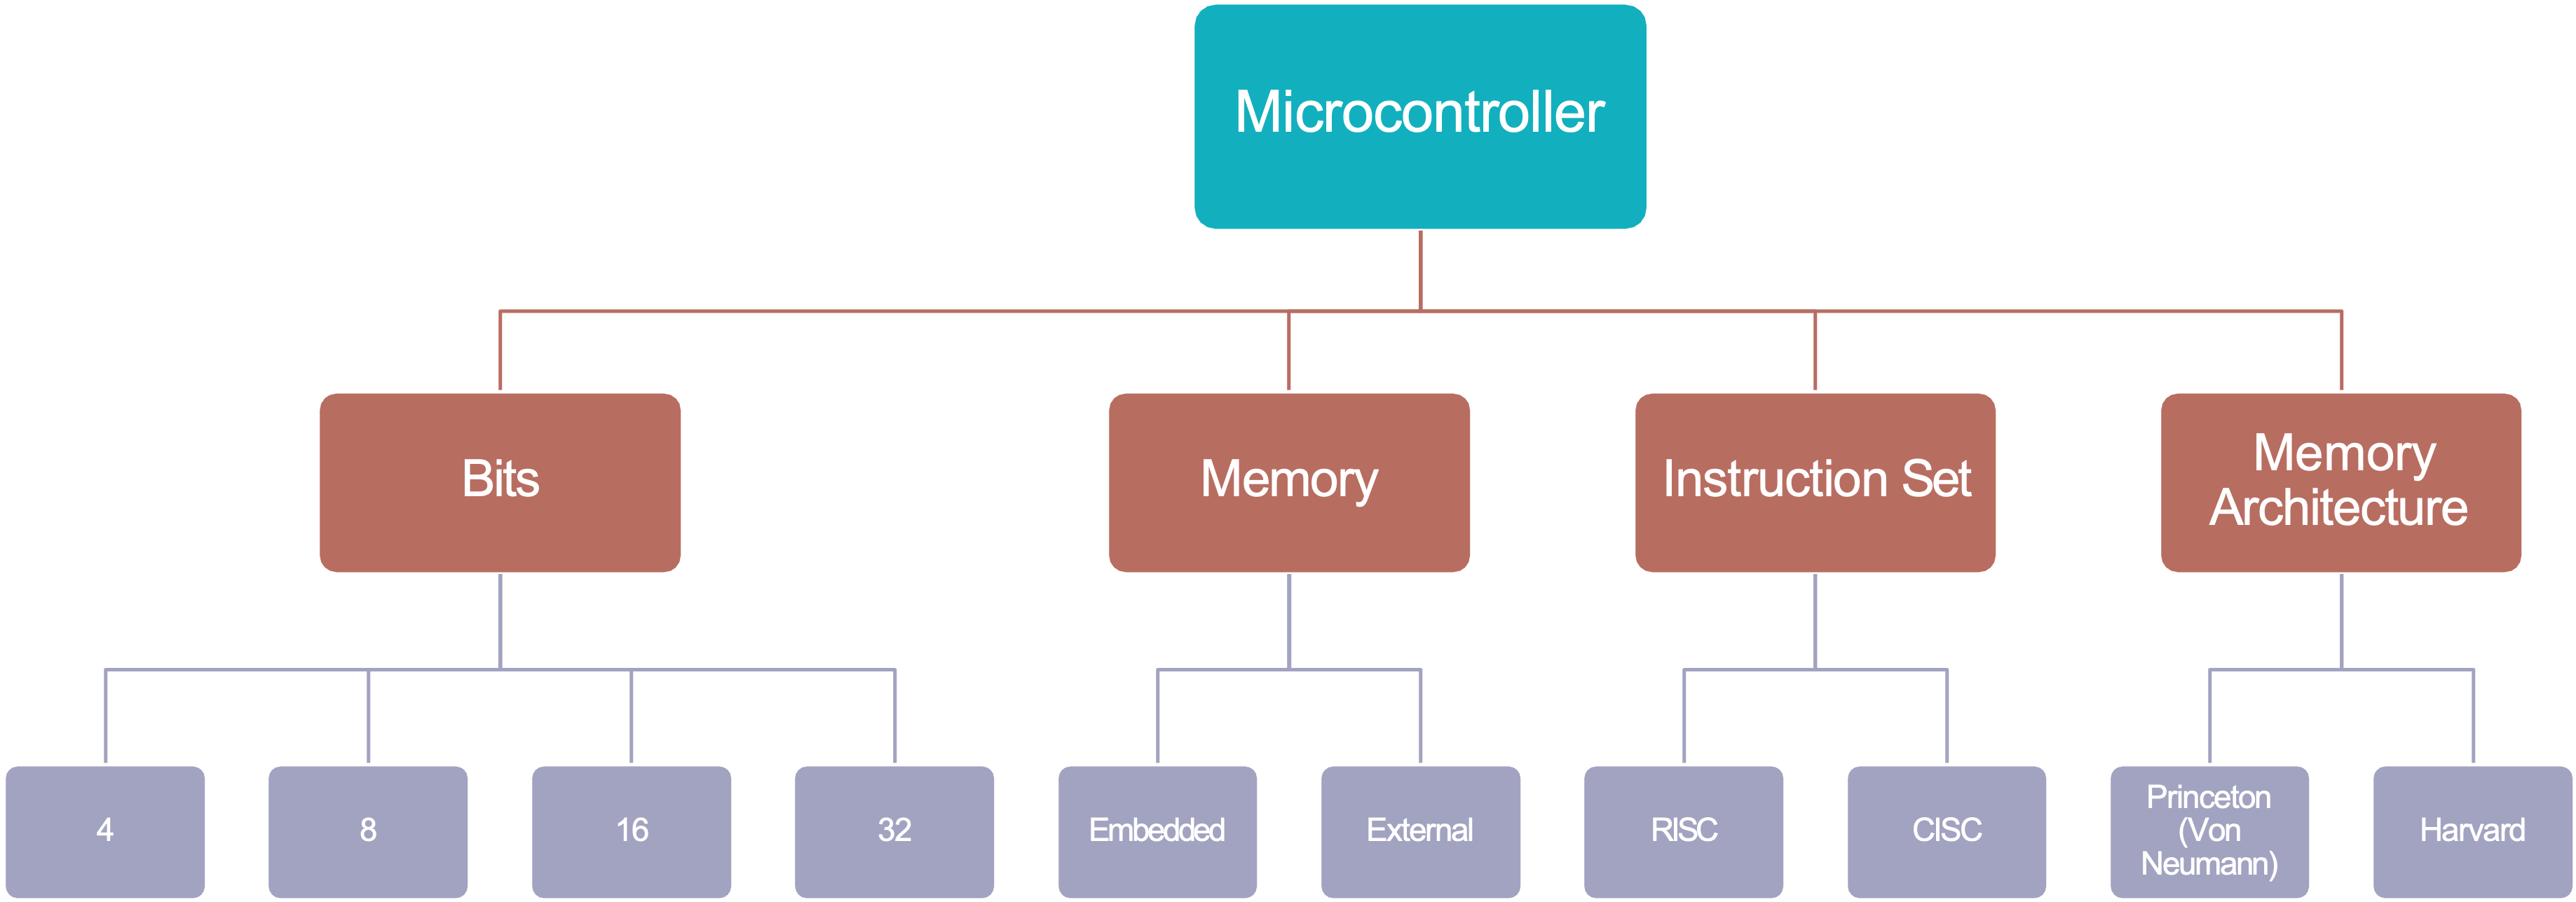 Microcontroller
Bits
Memory
Instruction Set
Memory
Architecture
4
8
16
32
Embedded
External
RISC
CISC
Princeton
(Von
Neumann)
Harvard